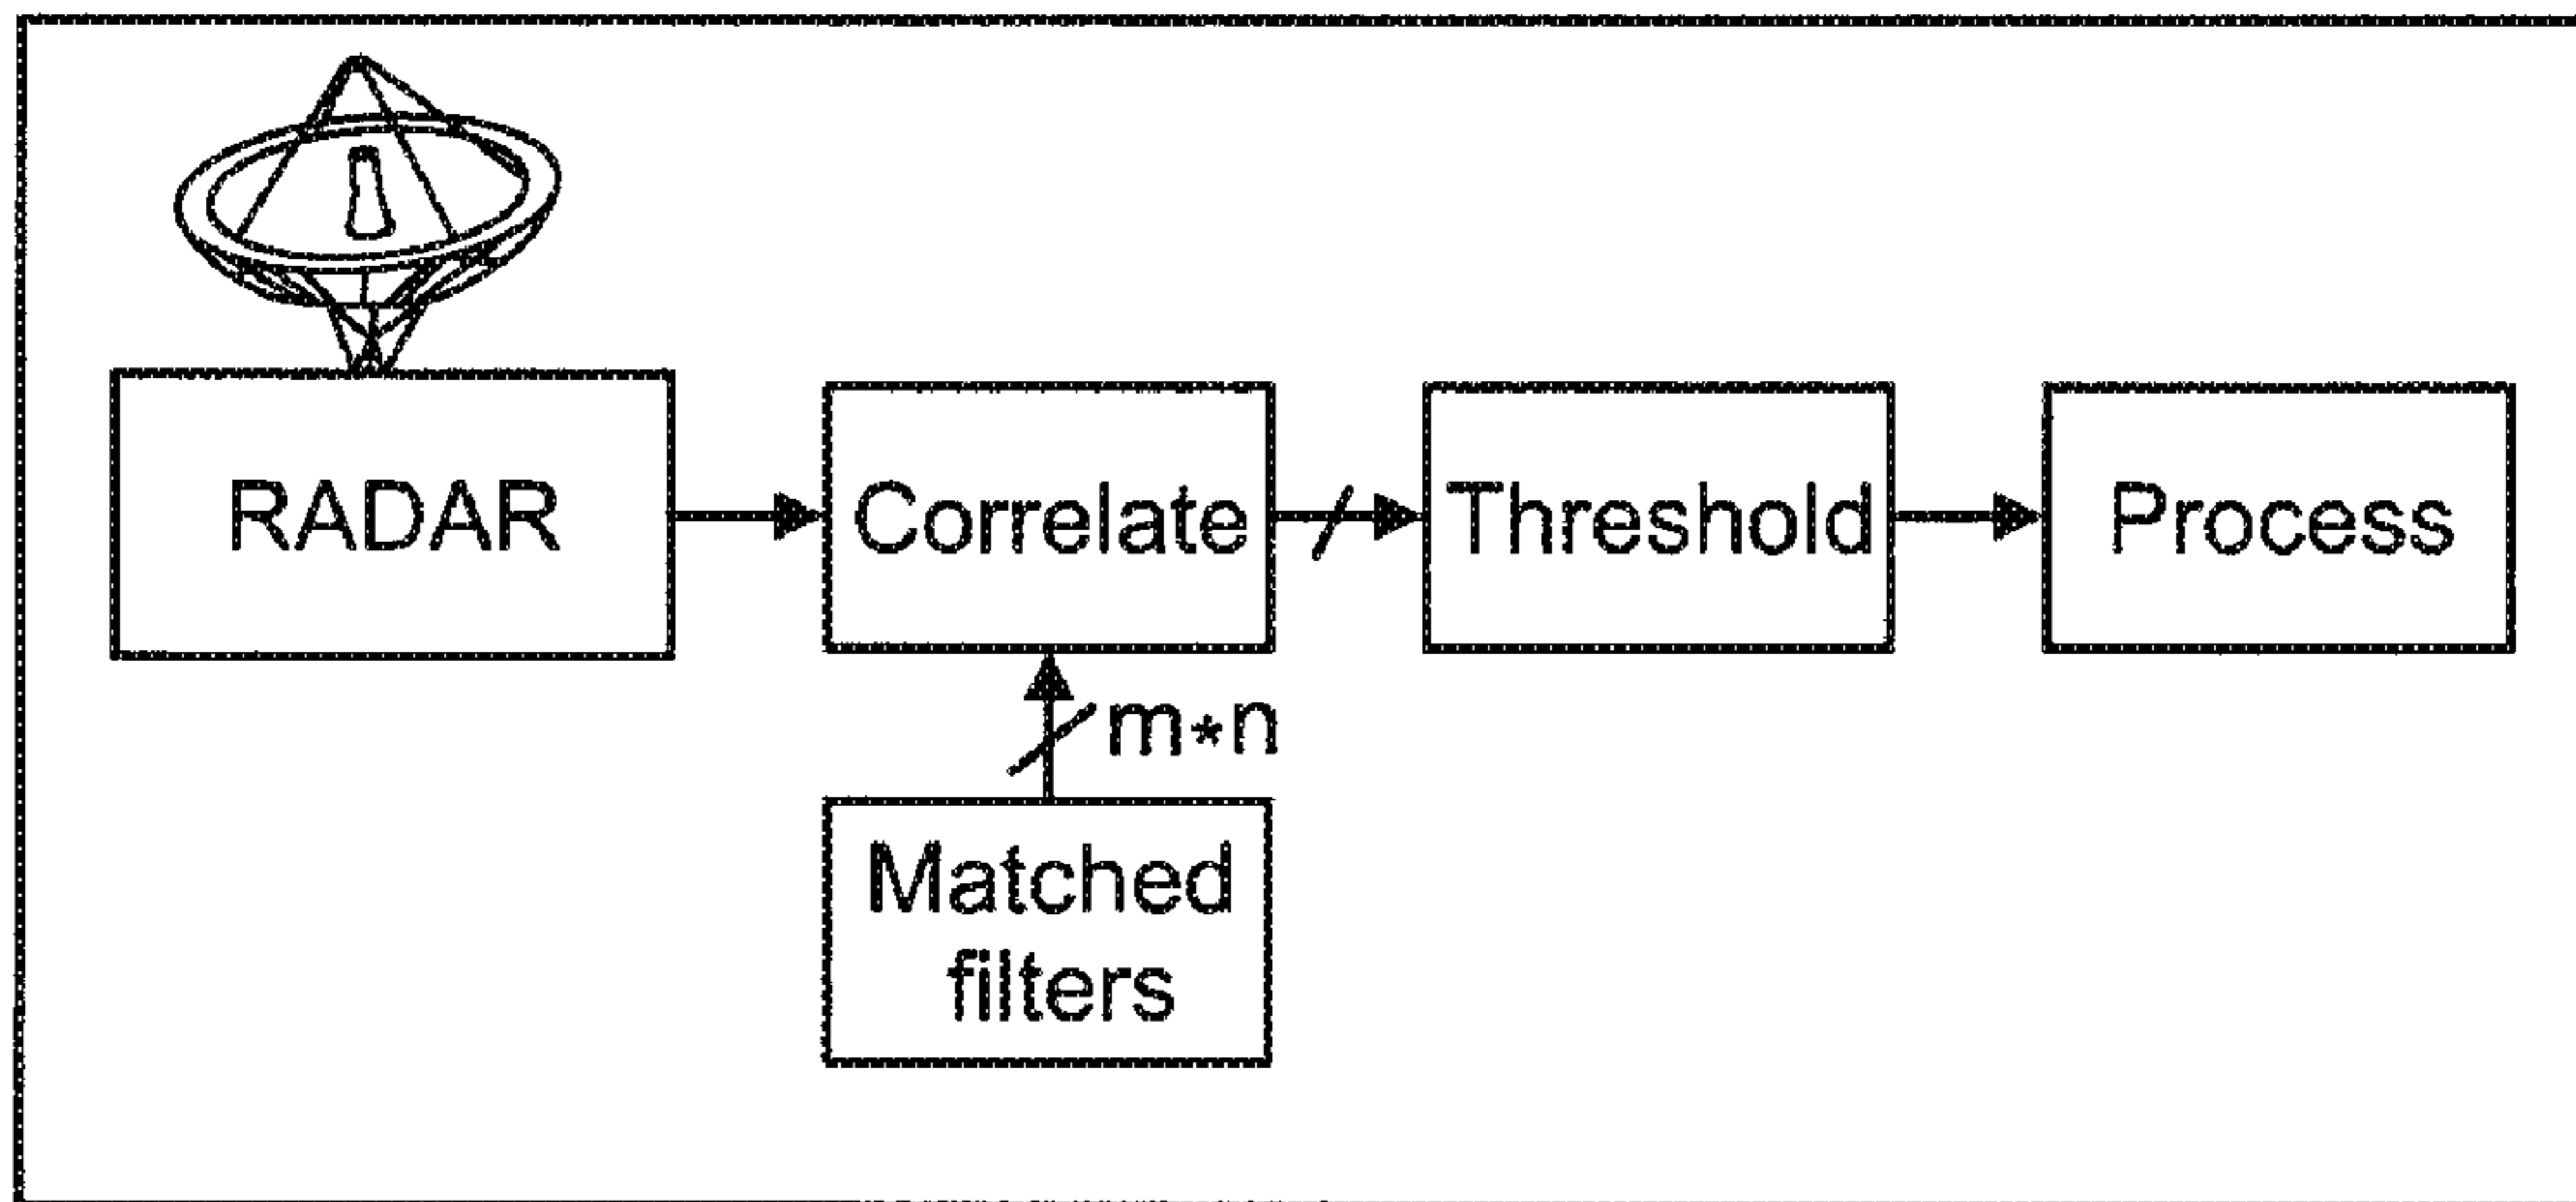 RADAR
Correlate
Threshold
Process
m*n
Matched
filters